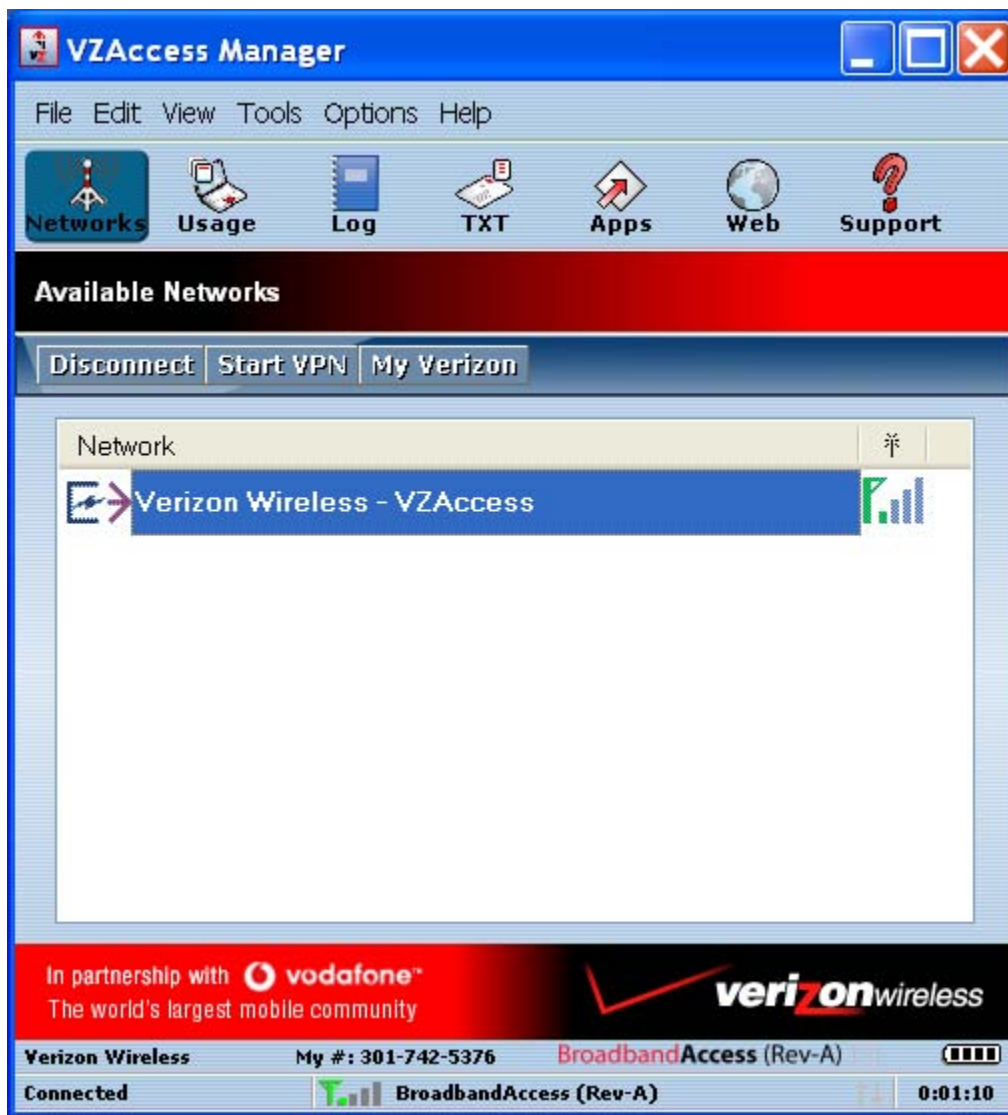 VZAccess Manager
File Edit View Tools Options Help
Networks Usage Log TXT Apps Web Support
Available Networks
Disconnect Start VPN My Verizon
Network
Verizon Wireless - VZAccess
In partnership with vodafone™
The world's largest mobile community
verizonwireless
Verizon Wireless My #: 301-742-5376 BroadbandAccess (Rev-A)
Connected BroadbandAccess (Rev-A) 0:01:10